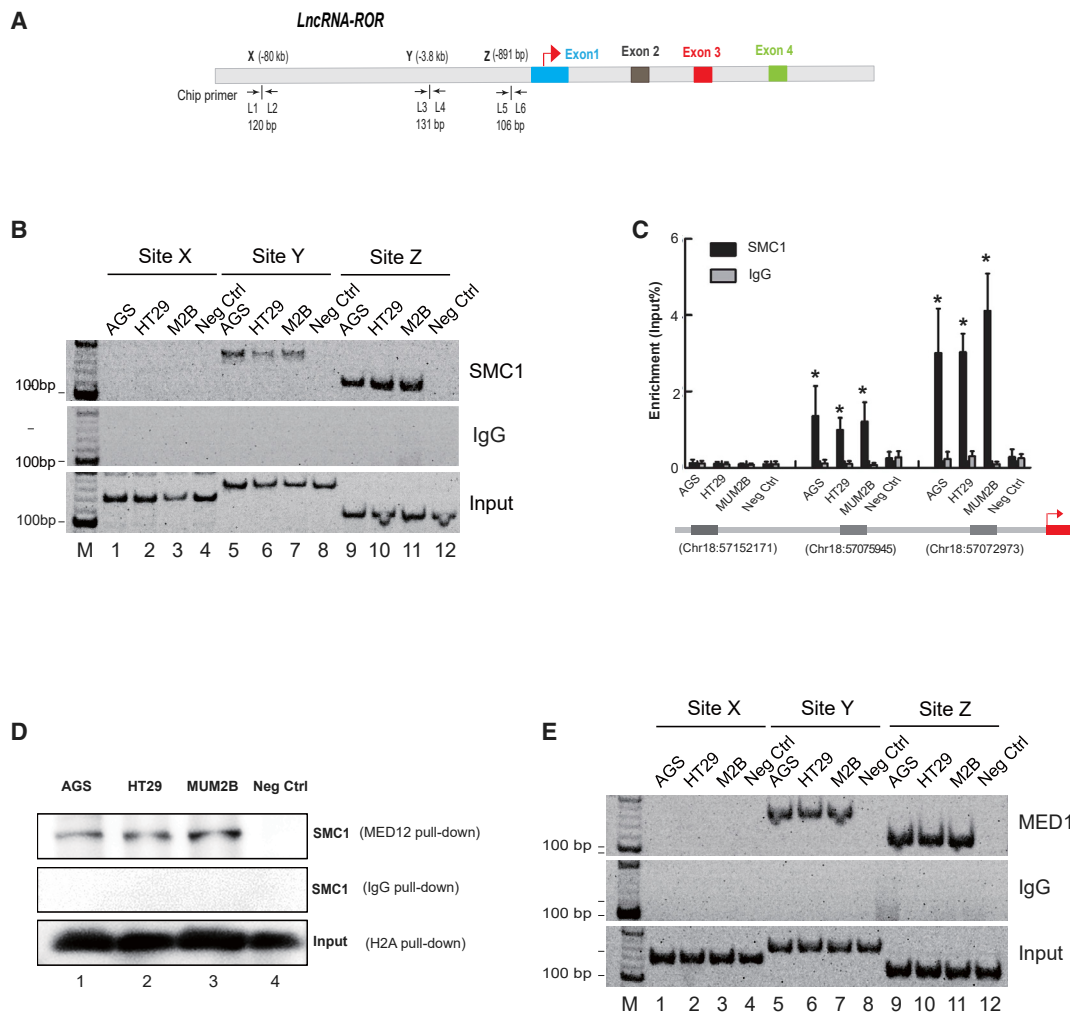 A
LncRNA-ROR
X (-80 kb) Y (-3.8 kb) Z (-891 bp) Exon1 Exon 2 Exon 3 Exon 4
Chip primer
L1 L2 L3 L4 L5 L6
120 bp 131 bp 106 bp
B
Site X Site Y Site Z
AGS HT29 M2B Neg Ctrl AGS HT29 M2B Neg Ctrl AGS HT29 M2B Neg Ctrl
100bp SMC1
100bp IgG
100bp Input
M 1 2 3 4 5 6 7 8 9 10 11 12
C
Enrichment (Input%)
6
4
2
0
SMC1
IgG
* * * * * *
AGS HT29 MUM2B Neg Ctrl AGS HT29 MUM2B Neg Ctrl AGS HT29 MUM2B Neg Ctrl
(Chr18:57152171) (Chr18:57075945) (Chr18:57072973)
D
AGS HT29 MUM2B Neg Ctrl
SMC1 (MED12 pull-down)
SMC1 (IgG pull-down)
Input (H2A pull-down)
1 2 3 4
E
Site X Site Y Site Z
AGS HT29 M2B Neg Ctrl AGS HT29 M2B Neg Ctrl AGS HT29 M2B Neg Ctrl
100 bp MED1
100 bp IgG
100 bp Input
M 1 2 3 4 5 6 7 8 9 10 11 12